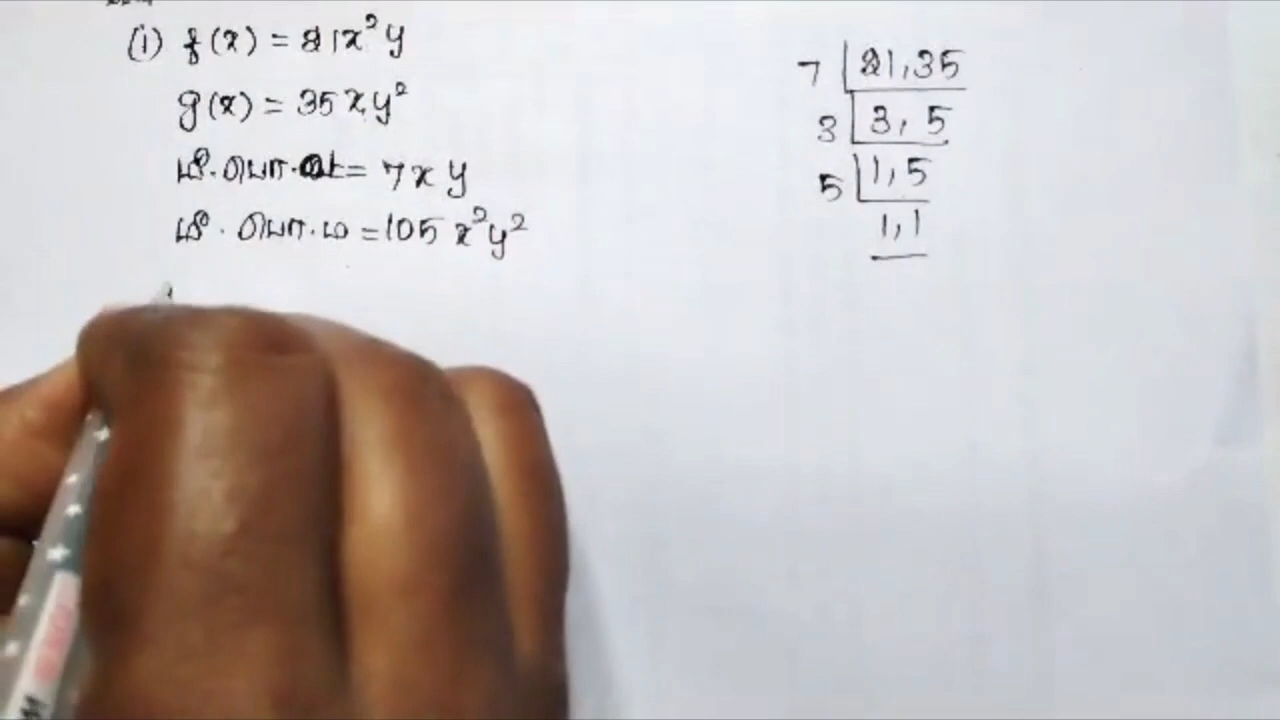 (i) f(x) = 21x²y
g(x) = 35xy²
மீ.பொ.வ = 7xy
மீ.பொ.ம = 105x²y²
7 21,35
3 3, 5
5 1, 5
1, 1